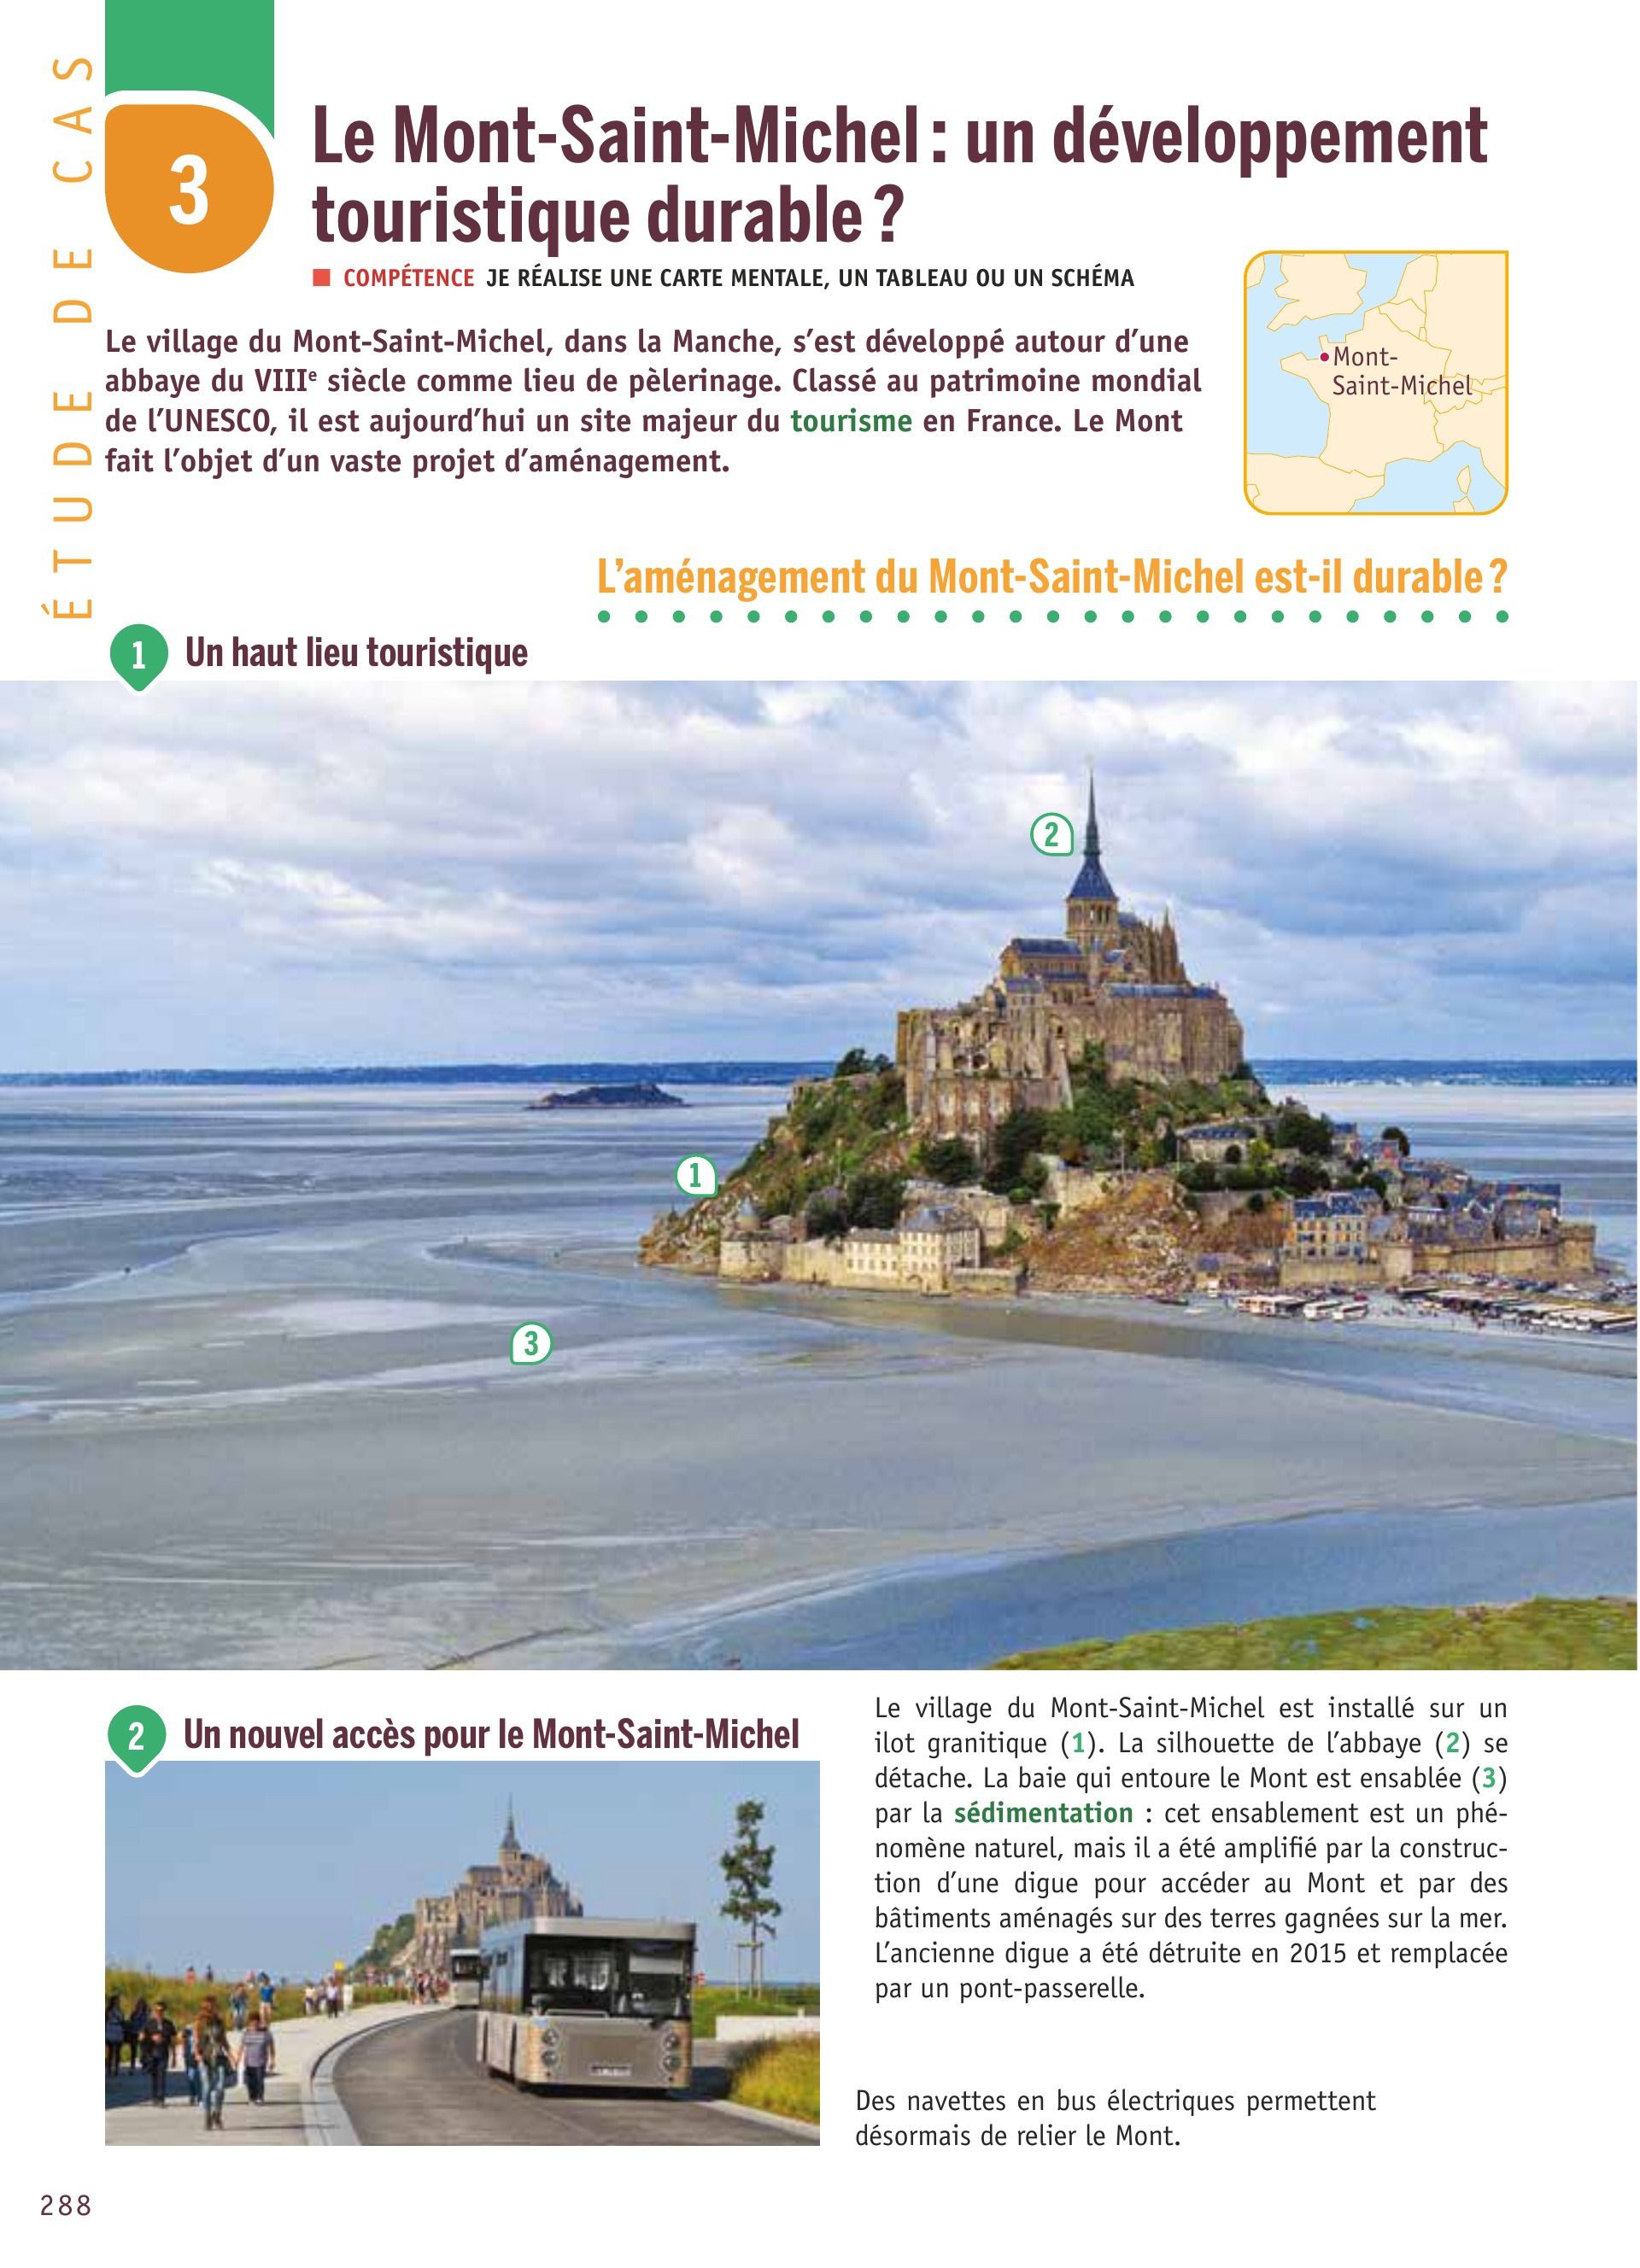 ÉTUDE DE CAS
3
Le Mont-Saint-Michel : un développement
touristique durable ?
COMPÉTENCE JE RÉALISE UNE CARTE MENTALE, UN TABLEAU OU UN SCHÉMA
Le village du Mont-Saint-Michel, dans la Manche, s’est développé autour d’une
abbaye du VIIIe siècle comme lieu de pèlerinage. Classé au patrimoine mondial
de l’UNESCO, il est aujourd’hui un site majeur du tourisme en France. Le Mont
fait l’objet d’un vaste projet d’aménagement.
Mont-
Saint-Michel
L’aménagement du Mont-Saint-Michel est-il durable ?
1 Un haut lieu touristique
2
1
3
2 Un nouvel accès pour le Mont-Saint-Michel
Le village du Mont-Saint-Michel est installé sur un
ilot granitique (1). La silhouette de l’abbaye (2) se
détache. La baie qui entoure le Mont est ensablée (3)
par la sédimentation : cet ensablement est un phé-
nomène naturel, mais il a été amplifié par la construc-
tion d’une digue pour accéder au Mont et par des
bâtiments aménagés sur des terres gagnées sur la mer.
L’ancienne digue a été détruite en 2015 et remplacée
par un pont-passerelle.
Des navettes en bus électriques permettent
désormais de relier le Mont.
288